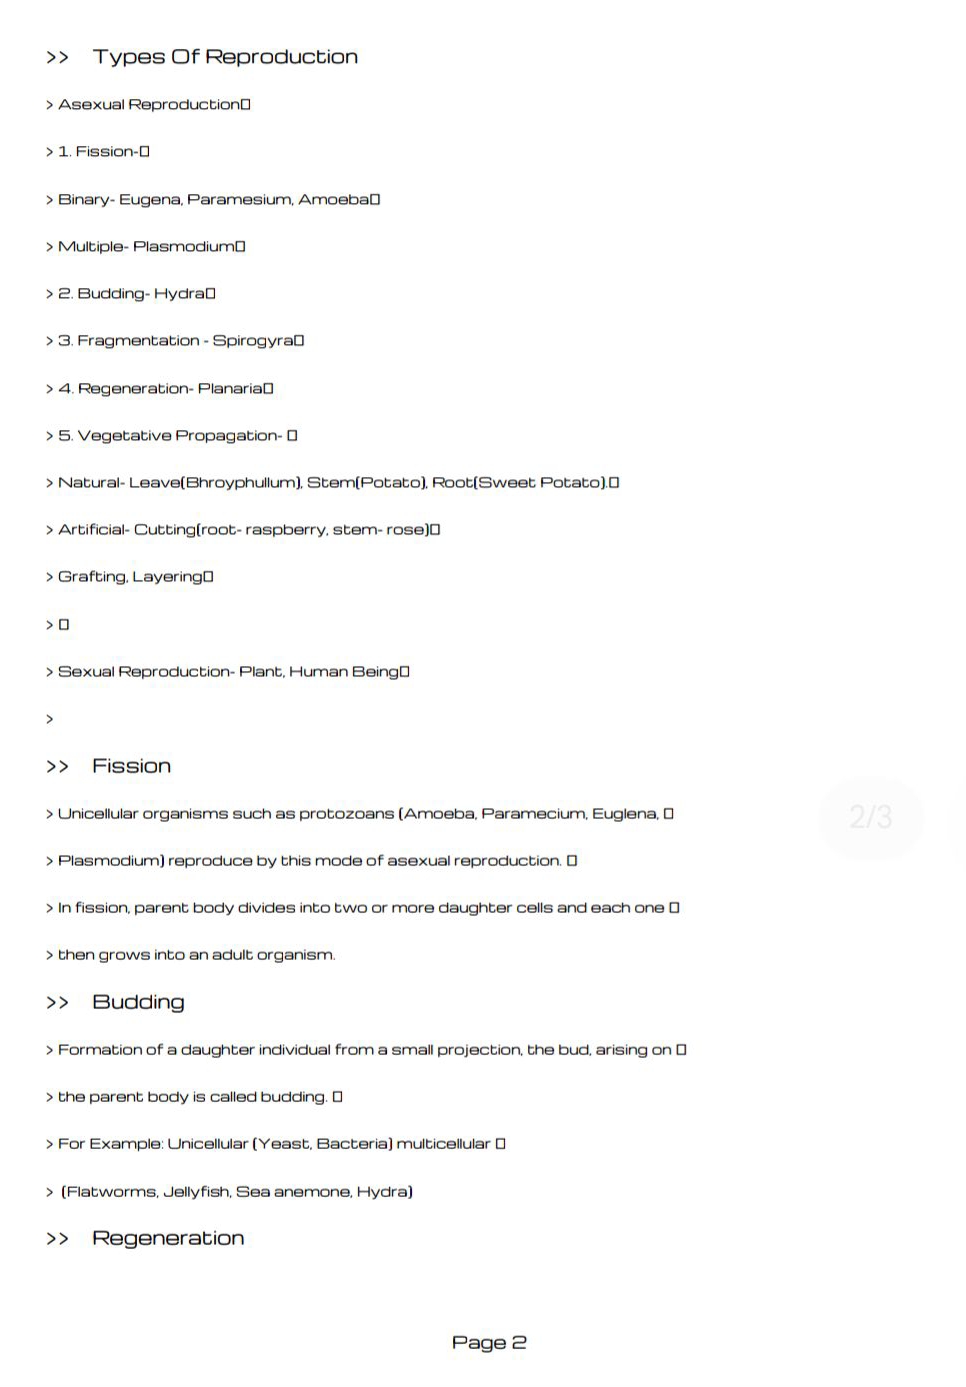 >> Types Of Reproduction
> Asexual Reproduction▯
> 1. Fission-▯
> Binary- Eugena, Paramesium, Amoeba▯
> Multiple- Plasmodium▯
> 2. Budding- Hydra▯
> 3. Fragmentation - Spirogyra▯
> 4. Regeneration- Planaria▯
> 5. Vegetative Propagation- ▯
> Natural- Leave(Bhroyphullum), Stem(Potato), Root(Sweet Potato).▯
> Artificial- Cutting(root- raspberry, stem- rose)▯
> Grafting, Layering▯
> ▯
> Sexual Reproduction- Plant, Human Being▯
>
>> Fission
> Unicellular organisms such as protozoans (Amoeba, Paramecium, Euglena, ▯
2/3
> Plasmodium) reproduce by this mode of asexual reproduction. ▯
> In fission, parent body divides into two or more daughter cells and each one ▯
> then grows into an adult organism.
>> Budding
> Formation of a daughter individual from a small projection, the bud, arising on ▯
> the parent body is called budding. ▯
> For Example: Unicellular (Yeast, Bacteria) multicellular ▯
> (Flatworms, Jellyfish, Sea anemone, Hydra)
>> Regeneration
Page 2